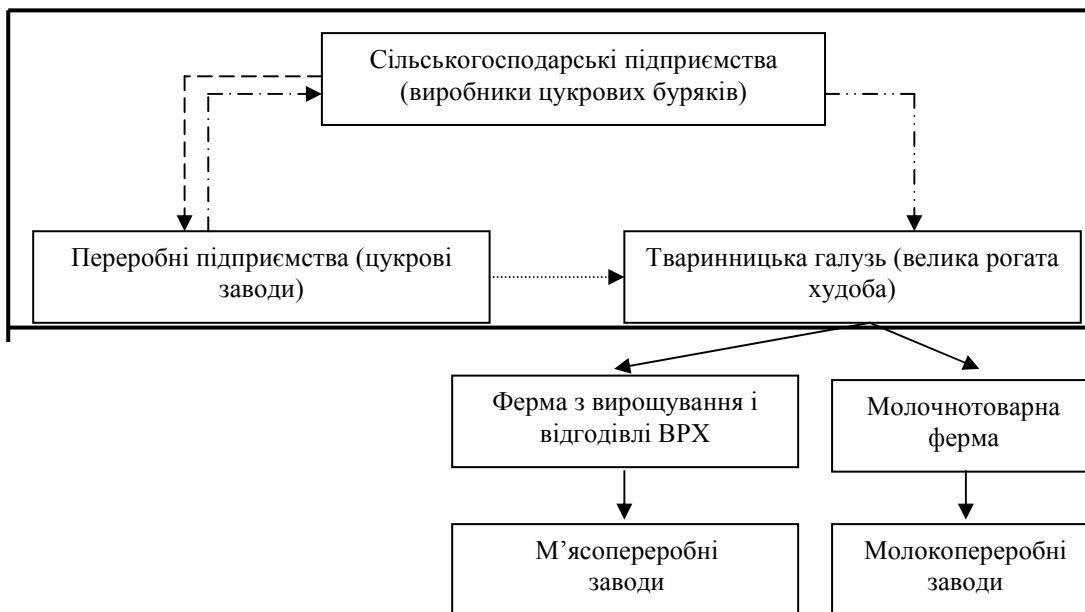 Сільськогосподарські підприємства
(виробники цукрових буряків)
Переробні підприємства (цукрові
заводи)
Тваринницька галузь (велика рогата
худоба)
Ферма з вирощування і
відгодівлі ВРХ
Молочнотоварна
ферма
М’ясопереробні
заводи
Молокопереробні
заводи